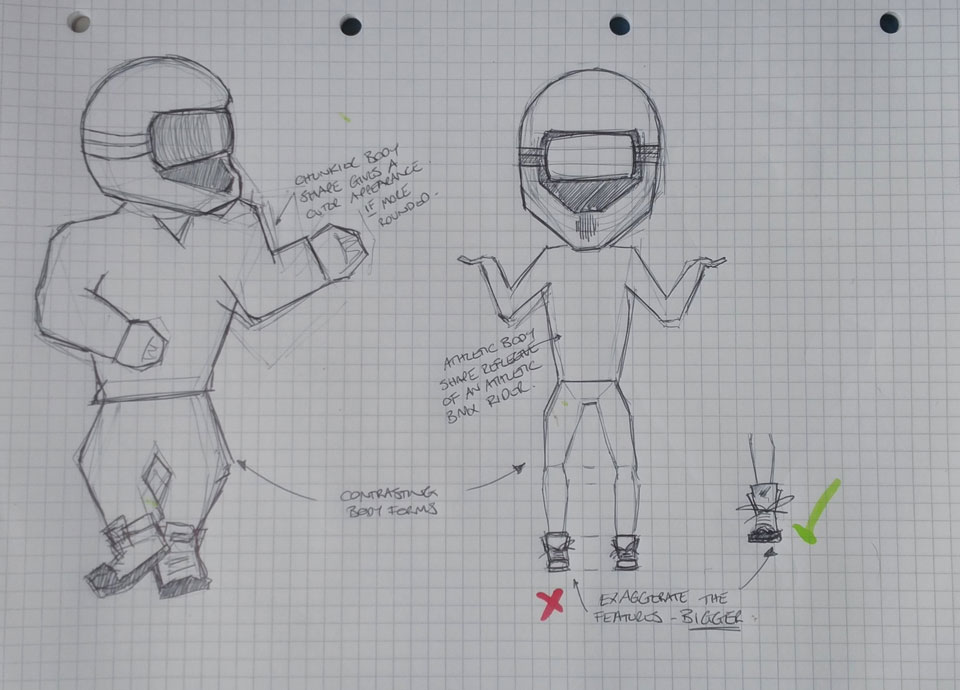 CHUNKIER BODY
SHAPE GIVES A
CUTER APPEARANCE
IF MORE
ROUNDED.
ATHLETIC BODY
SHAPE REFLECTIVE
OF AN ATHLETIC
BMX RIDER.
CONTRASTING
BODY FORMS
EXAGGERATE THE
FEATURES - BIGGER.